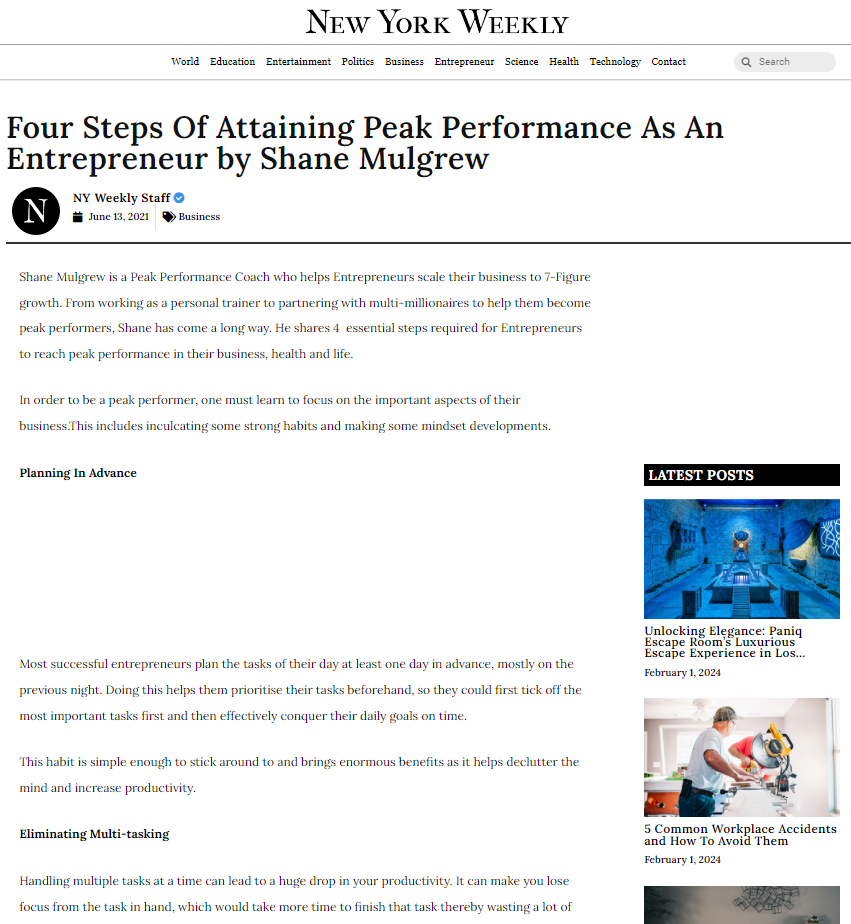 New York Weekly
World Education Entertainment Politics Business Entrepreneur Science Health Technology Contact Search
Four Steps Of Attaining Peak Performance As An
Entrepreneur by Shane Mulgrew
N
NY Weekly Staff
June 13, 2021 Business
Shane Mulgrew is a Peak Performance Coach who helps Entrepreneurs scale their business to 7-Figure
growth. From working as a personal trainer to partnering with multi-millionaires to help them become
peak performers, Shane has come a long way. He shares 4 essential steps required for Entrepreneurs
to reach peak performance in their business, health and life.
In order to be a peak performer, one must learn to focus on the important aspects of their
business.This includes inculcating some strong habits and making some mindset developments.
Planning In Advance
Most successful entrepreneurs plan the tasks of their day at least one day in advance, mostly on the
previous night. Doing this helps them prioritise their tasks beforehand, so they could first tick off the
most important tasks first and then effectively conquer their daily goals on time.
This habit is simple enough to stick around to and brings enormous benefits as it helps declutter the
mind and increase productivity.
Eliminating Multi-tasking
Handling multiple tasks at a time can lead to a huge drop in your productivity. It can make you lose
focus from the task in hand, which would take more time to finish that task thereby wasting a lot of
LATEST POSTS
Unlocking Elegance: Paniq
Escape Room's Luxurious
Escape Experience in Los...
February 1, 2024
5 Common Workplace Accidents
and How To Avoid Them
February 1, 2024